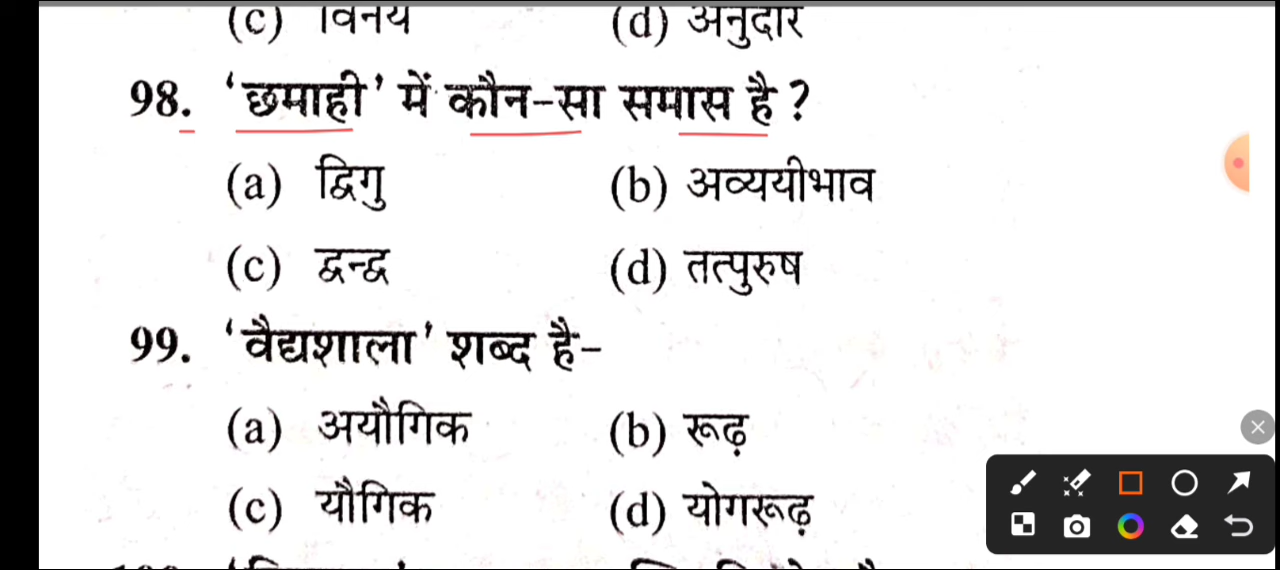 (c) विनय (d) अनुदार
98. 'छमाही' में कौन-सा समास है ?
(a) द्विगु (b) अव्ययीभाव
(c) द्वन्द्व (d) तत्पुरुष
99. 'वैद्यशाला' शब्द है-
(a) अयौगिक (b) रूढ़
(c) यौगिक (d) योगरूढ़